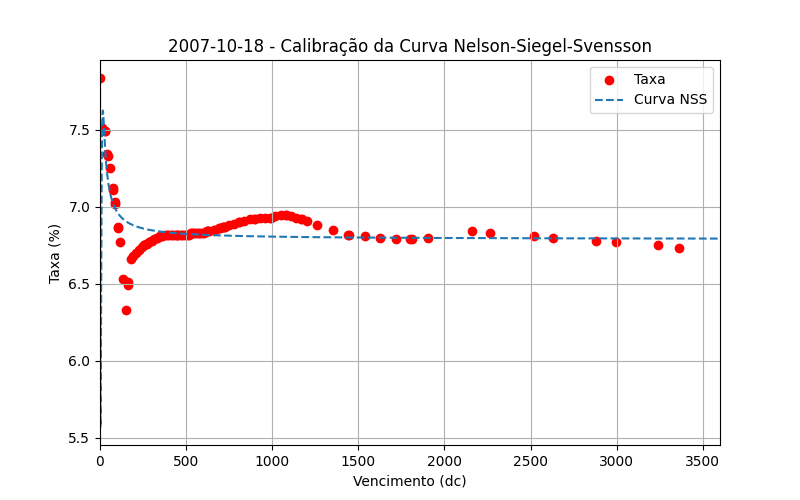 2007-10-18 - Calibração da Curva Nelson-Siegel-Svensson
Taxa
Curva NSS
7.5
7.0
6.5
6.0
5.5
Taxa (%)
0 500 1000 1500 2000 2500 3000 3500
Vencimento (dc)